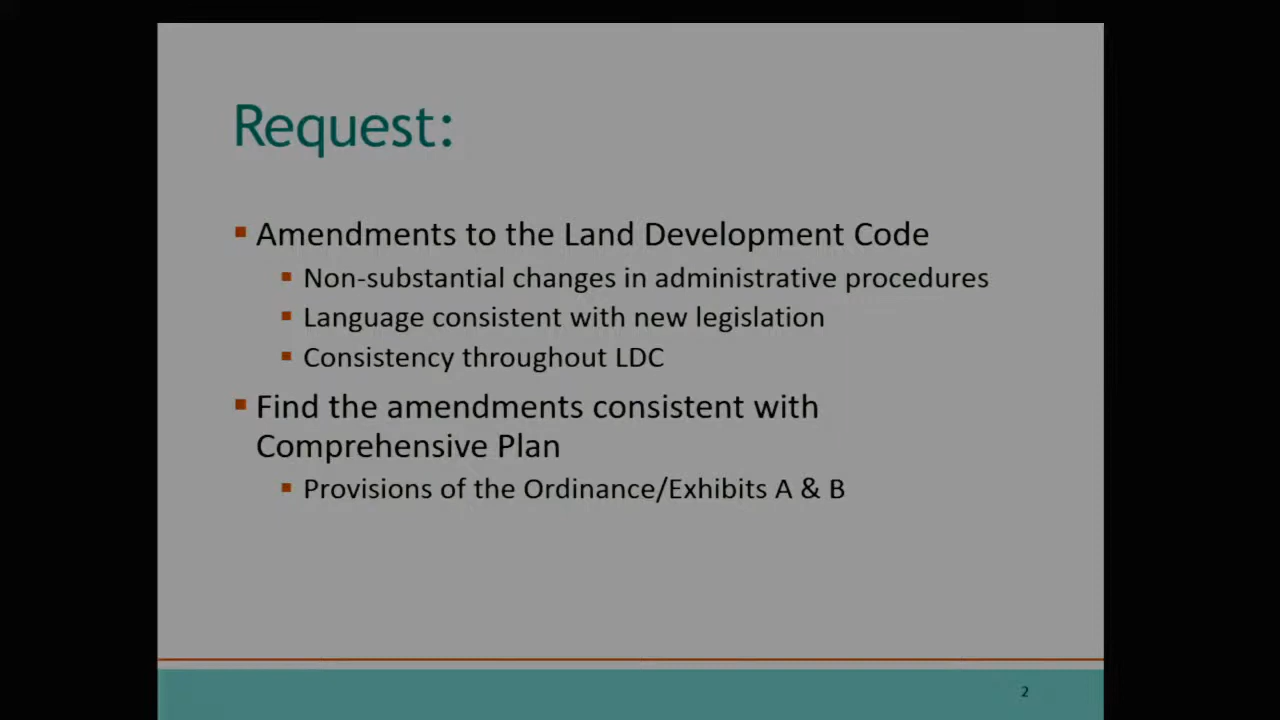 Request:
Amendments to the Land Development Code
Non-substantial changes in administrative procedures
Language consistent with new legislation
Consistency throughout LDC
Find the amendments consistent with
Comprehensive Plan
Provisions of the Ordinance/Exhibits A & B
2